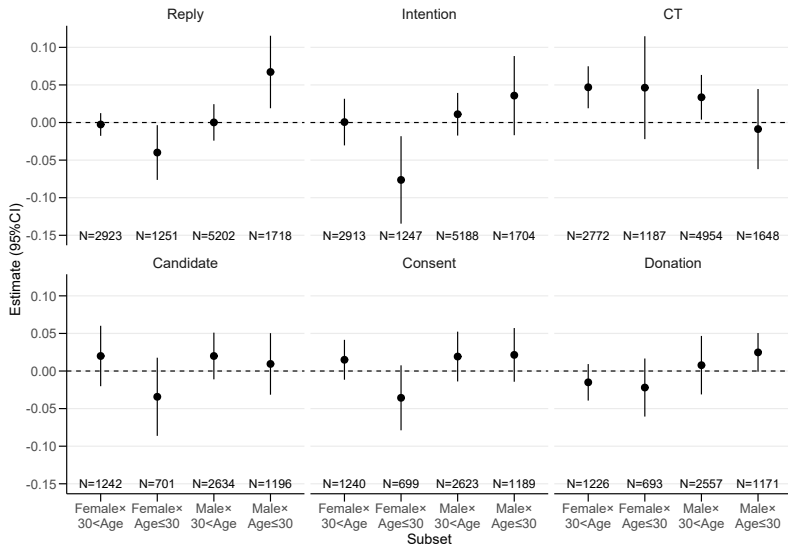 Reply Intention CT
0.10
0.05
0.00
-0.05
-0.10
-0.15
N=2923 N=1251 N=5202 N=1718 N=2913 N=1247 N=5188 N=1704 N=2772 N=1187 N=4954 N=1648
Estimate (95%CI)
Candidate Consent Donation
0.10
0.05
0.00
-0.05
-0.10
-0.15
N=1242 N=701 N=2634 N=1196 N=1240 N=699 N=2623 N=1189 N=1226 N=693 N=2557 N=1171
Female× Female× Male× Male× Female× Female× Male× Male× Female× Female× Male× Male×
30<Age Age≤30 30<Age Age≤30 30<Age Age≤30 30<Age Age≤30 30<Age Age≤30 30<Age Age≤30
Subset